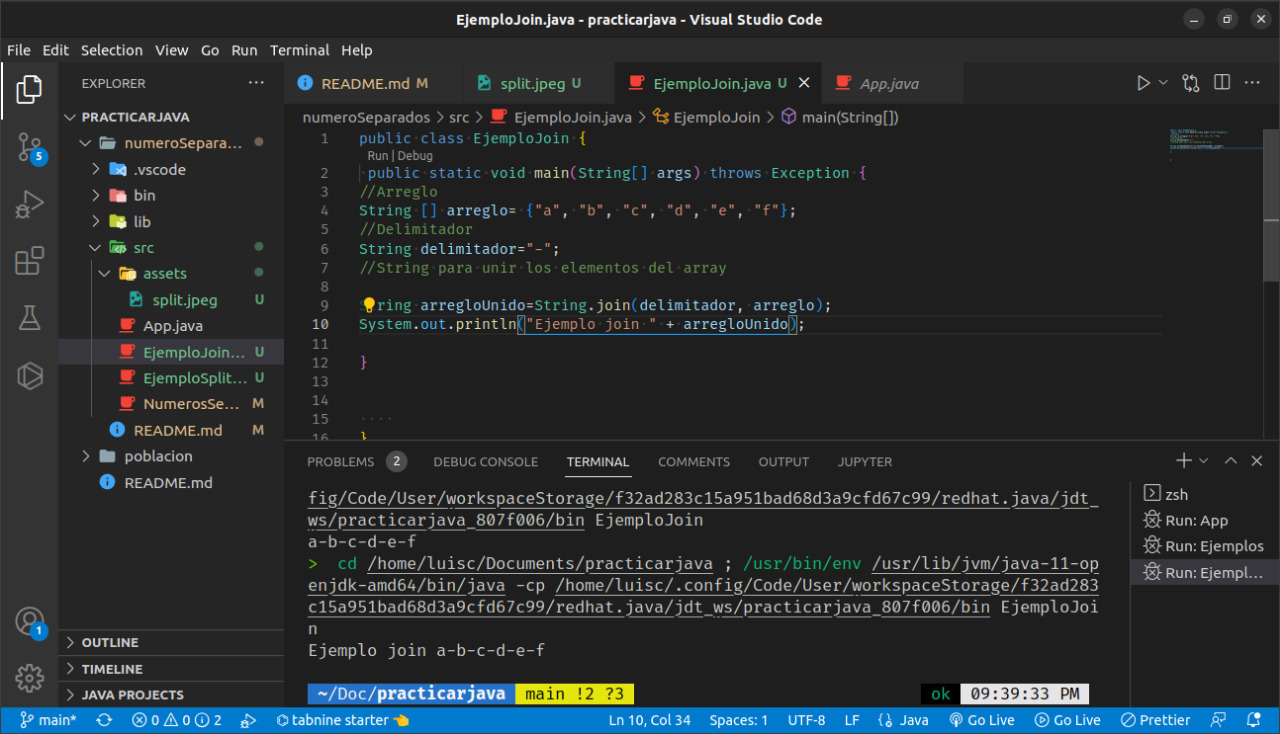 EjemploJoin.java - practicarjava - Visual Studio Code
File Edit Selection View Go Run Terminal Help
EXPLORER
README.md M split.jpeg U EjemploJoin.java U App.java
PRACTICARJAVA
numeroSepara...
.vscode
bin
lib
src
assets
split.jpeg U
App.java
EjemploJoin... U
EjemploSplit... U
NumerosSe... M
README.md M
poblacion
README.md
5
1
OUTLINE
TIMELINE
JAVA PROJECTS
numeroSeparados > src > EjemploJoin.java > EjemploJoin > main(String[])
1 public class EjemploJoin {
Run | Debug
2 public static void main(String[] args) throws Exception {
3 //Arreglo
4 String [] arreglo= {"a", "b", "c", "d", "e", "f"};
5 //Delimitador
6 String delimitador="-";
7 //String para unir los elementos del array
8
9 String arregloUnido=String.join(delimitador, arreglo);
10 System.out.println("Ejemplo join " + arregloUnido);
11
12 }
13
14
15
16 }
PROBLEMS 2 DEBUG CONSOLE TERMINAL COMMENTS OUTPUT JUPYTER
fig/Code/User/workspaceStorage/f32ad283c15a951bad68d3a9cfd67c99/redhat.java/jdt_
ws/practicarjava_807f006/bin EjemploJoin
a-b-c-d-e-f
> cd /home/luisc/Documents/practicarjava ; /usr/bin/env /usr/lib/jvm/java-11-op
enjdk-amd64/bin/java -cp /home/luisc/.config/Code/User/workspaceStorage/f32ad283
c15a951bad68d3a9cfd67c99/redhat.java/jdt_ws/practicarjava_807f006/bin EjemploJoi
n
Ejemplo join a-b-c-d-e-f
~/Doc/practicarjava main !2 ?3 ok 09:39:33 PM
zsh
Run: App
Run: Ejemplos
Run: Ejempl...
main* 0 0 2 tabnine starter Ln 10, Col 34 Spaces: 1 UTF-8 LF Java Go Live Go Live Prettier